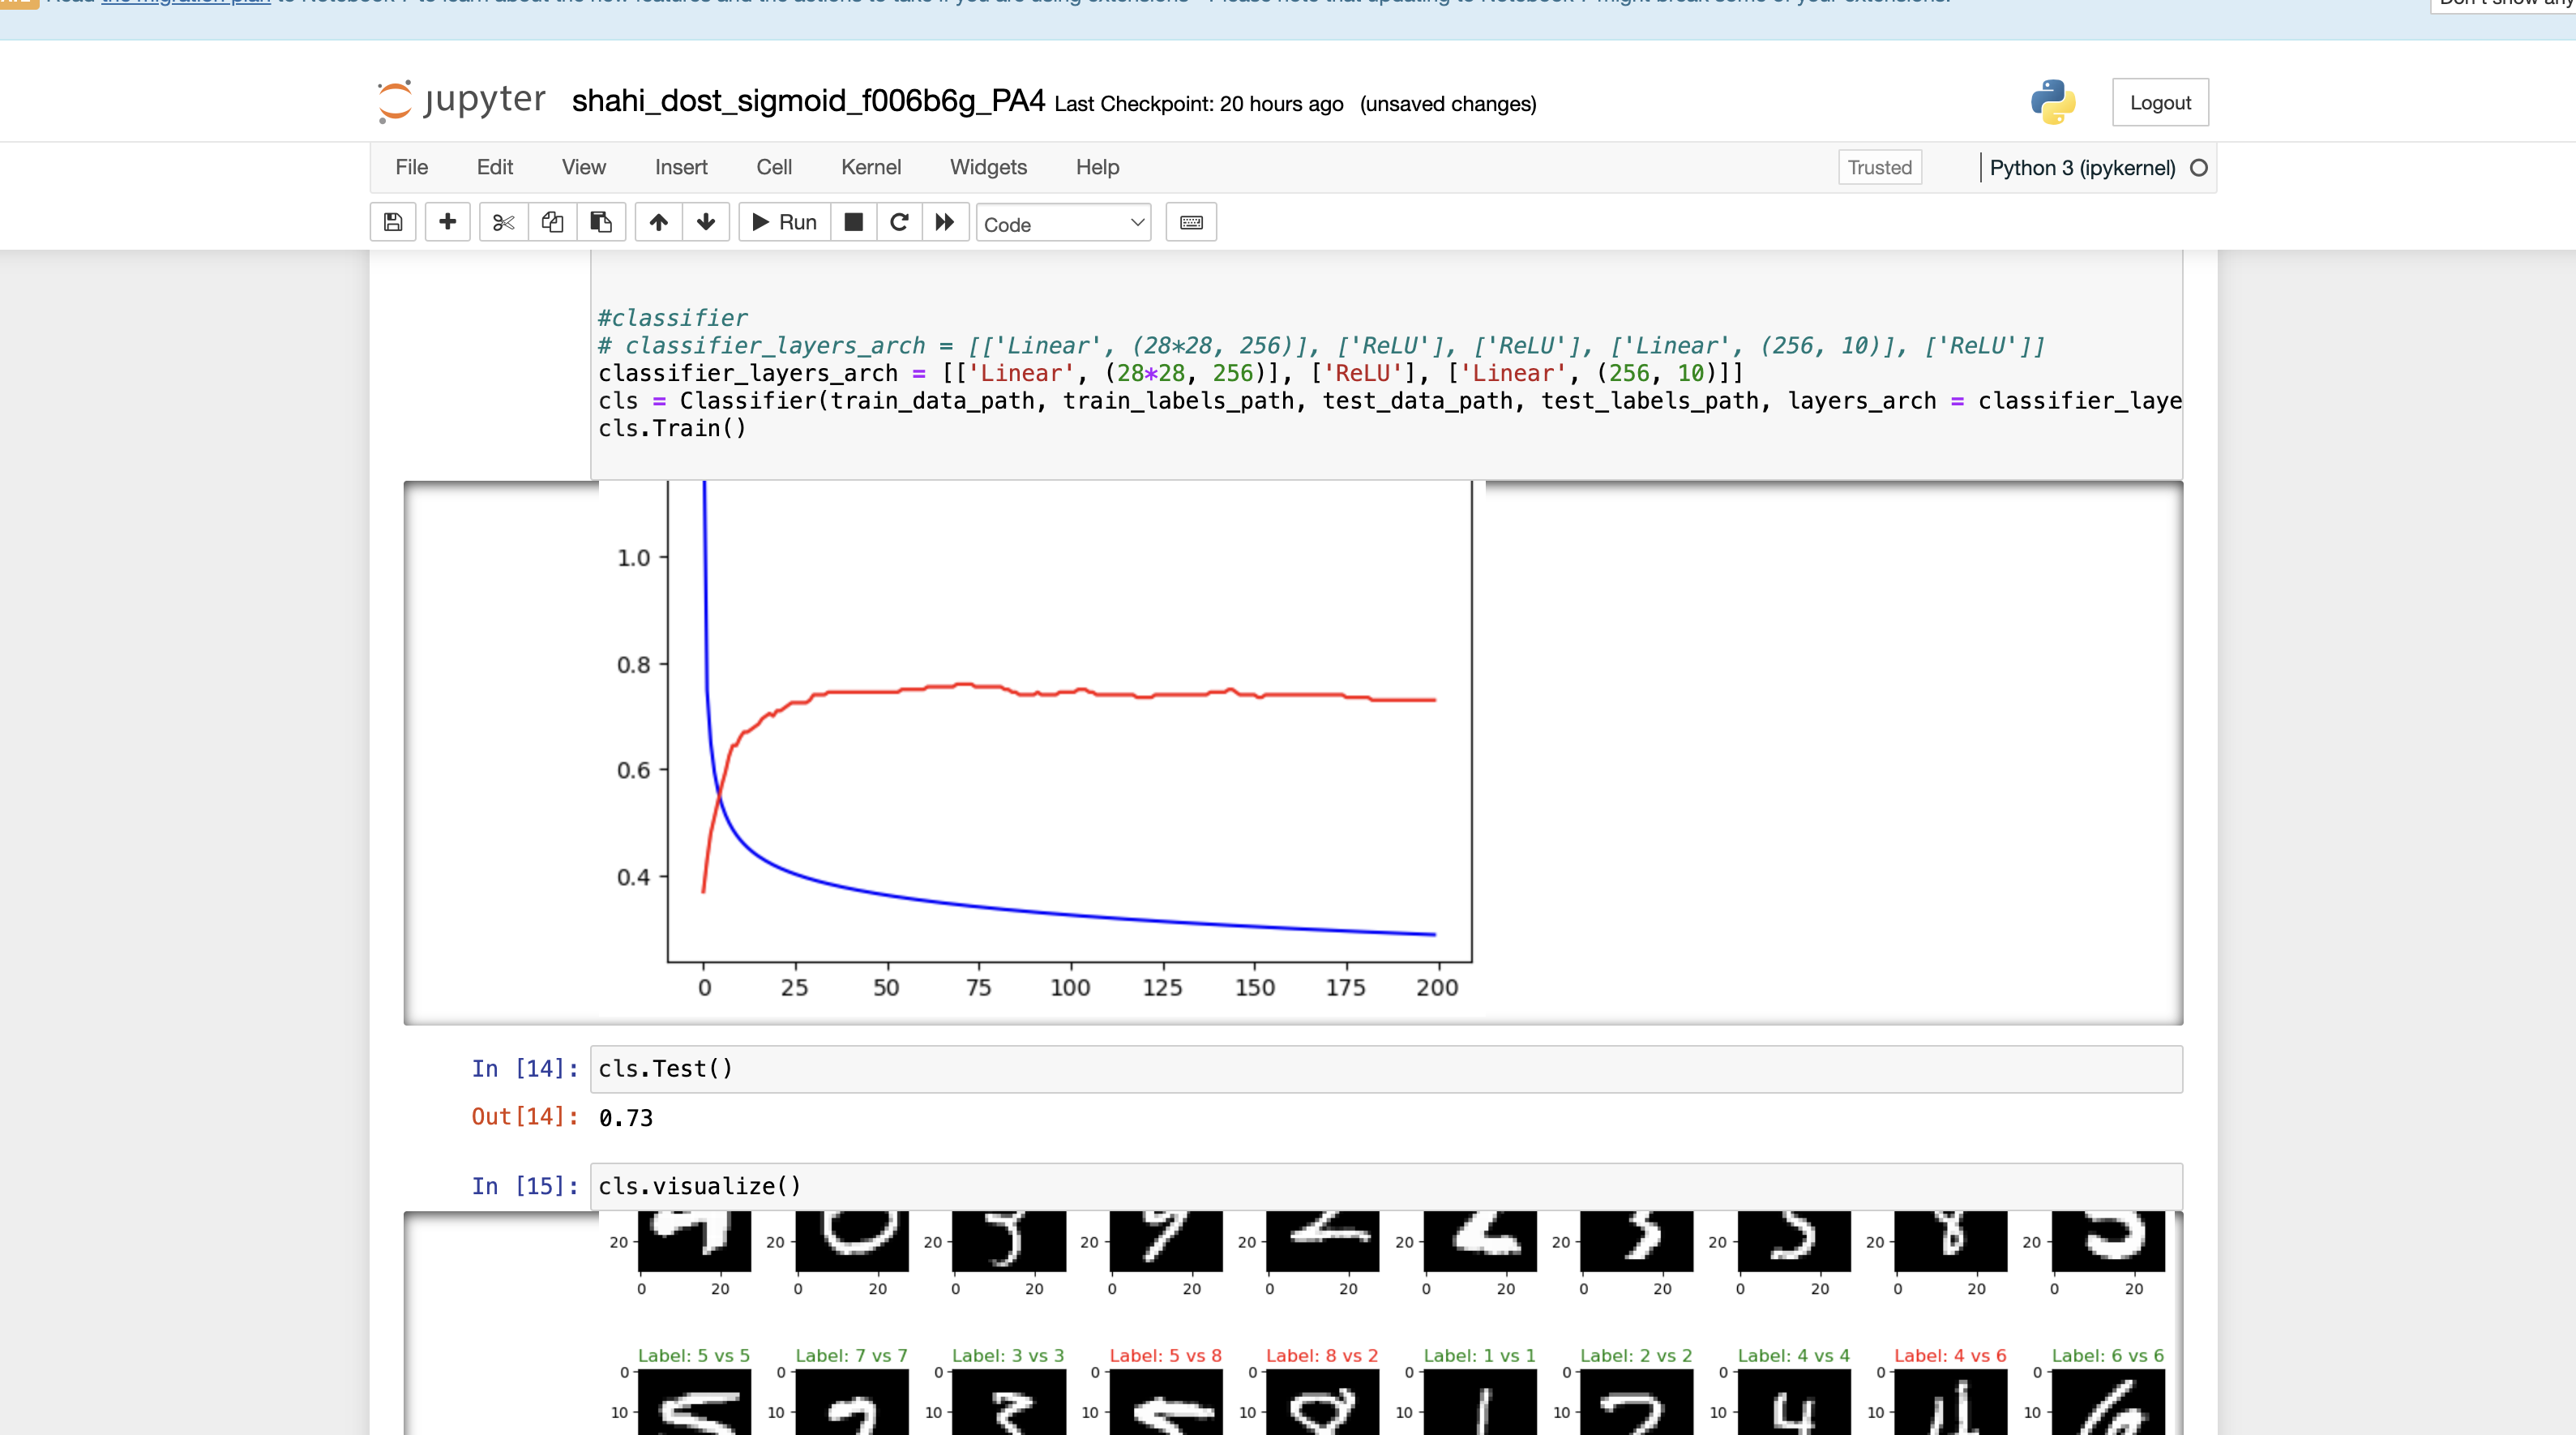 Read the migration plan to Notebook 7 to learn about the new features and the actions to take if you are using extensions - Please note that updating to Notebook 7 might break some of your extensions.
Don't show any
jupyter shahi_dost_sigmoid_f006b6g_PA4 Last Checkpoint: 20 hours ago (unsaved changes)
Logout
File Edit View Insert Cell Kernel Widgets Help
Trusted
Python 3 (ipykernel)
Run
Code
#classifier
# classifier_layers_arch = [['Linear', (28*28, 256)], ['ReLU'], ['ReLU'], ['Linear', (256, 10)], ['ReLU']]
classifier_layers_arch = [['Linear', (28*28, 256)], ['ReLU'], ['Linear', (256, 10)]]
cls = Classifier(train_data_path, train_labels_path, test_data_path, test_labels_path, layers_arch = classifier_laye
cls.Train()
1.0
0.8
0.6
0.4
0 25 50 75 100 125 150 175 200
In [14]: cls.Test()
Out[14]: 0.73
In [15]: cls.visualize()
20 20 20 20 20 20 20 20 20 20
0 20 0 20 0 20 0 20 0 20 0 20 0 20 0 20 0 20 0 20
Label: 5 vs 5 Label: 7 vs 7 Label: 3 vs 3 Label: 5 vs 8 Label: 8 vs 2 Label: 1 vs 1 Label: 2 vs 2 Label: 4 vs 4 Label: 4 vs 6 Label: 6 vs 6
0 0 0 0 0 0 0 0 0 0
10 10 10 10 10 10 10 10 10 10